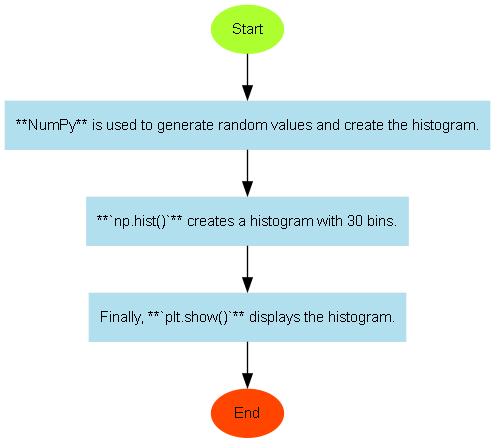 Start
**NumPy** is used to generate random values and create the histogram.
**`np.hist()`** creates a histogram with 30 bins.
Finally, **`plt.show()`** displays the histogram.
End